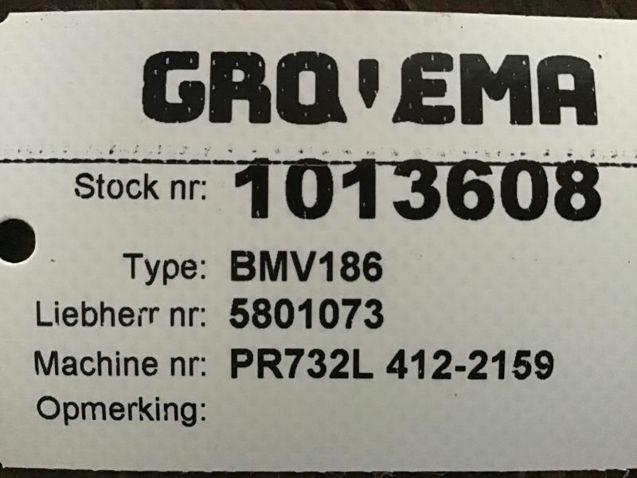 GROVEMA
Stock nr: 1013608
Type: BMV186
Liebherr nr: 5801073
Machine nr: PR732L 412-2159
Opmerking: